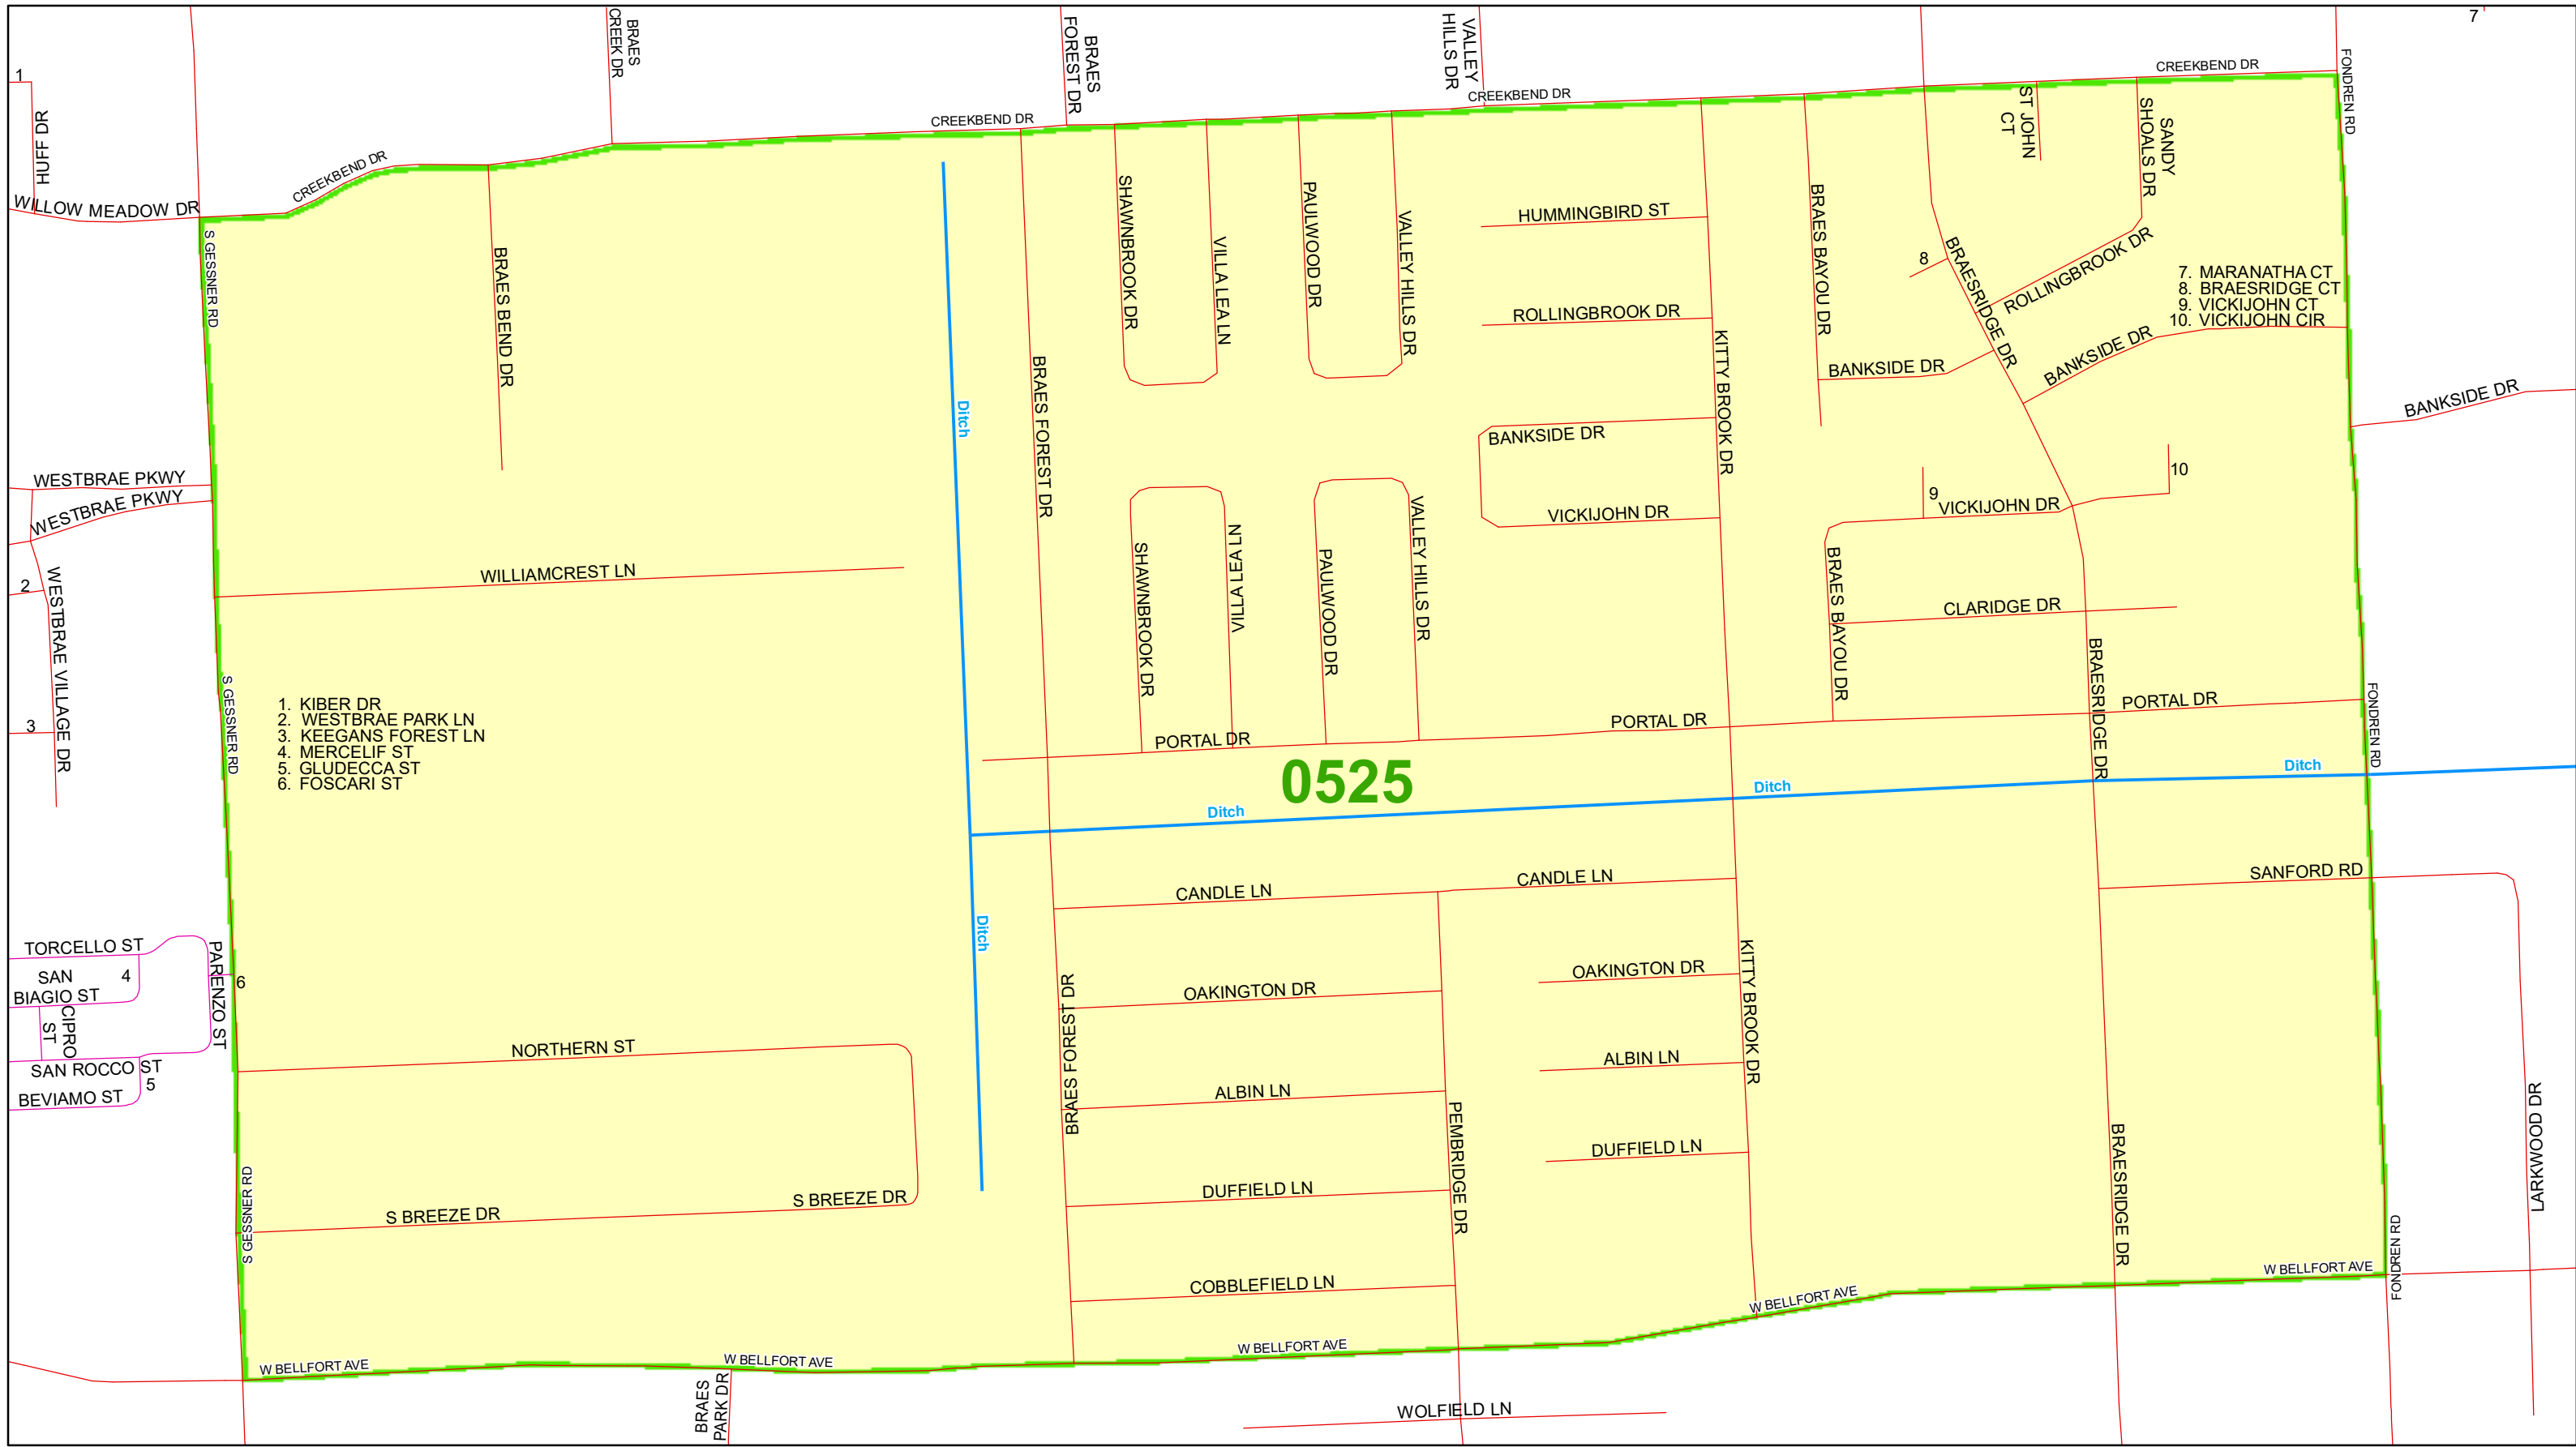 7
1
HUFF DR
WILLOW MEADOW DR
CREEKBEND DR
BRAES
CREEK DR
CREEKBEND DR
BRAES
FOREST DR
VALLEY
HILLS DR
CREEKBEND DR
CREEKBEND DR
FONDREN RD
ST JOHN
CT
SANDY
SHOALS DR
S GESSNER RD
BRAES BEND DR
SHAWNBROOK DR
VILLA LEA LN
PAULWOOD DR
VALLEY HILLS DR
HUMMINGBIRD ST
BRAES BAYOU DR
8
BRAESRIDGE DR
ROLLINGBROOK DR
7. MARANATHA CT
8. BRAESRIDGE CT
9. VICKIJOHN CT
10. VICKIJOHN CIR
ROLLINGBROOK DR
KITTY BROOK DR
BANKSIDE DR
BANKSIDE DR
BANKSIDE DR
Ditch
BRAES FOREST DR
BANKSIDE DR
WESTBRAE PKWY
WESTBRAE PKWY
10
9
VICKIJOHN DR
VICKIJOHN DR
SHAWNBROOK DR
VILLA LEA LN
PAULWOOD DR
VALLEY HILLS DR
BRAES BAYOU DR
WILLIAMCREST LN
2
WESTBRAE VILLAGE DR
CLARIDGE DR
BRAESRIDGE DR
3
S GESSNER RD
1. KIBER DR
2. WESTBRAE PARK LN
3. KEEGANS FOREST LN
4. MERCELIF ST
5. GLUDECCA ST
6. FOSCARI ST
PORTAL DR
PORTAL DR
PORTAL DR
FONDREN RD
0525
Ditch
Ditch
Ditch
SANFORD RD
CANDLE LN
CANDLE LN
Ditch
TORCELLO ST
SAN
BIAGIO ST
4
PARENZO ST
6
CIPRO
ST
SAN ROCCO ST
5
BEVIAMO ST
OAKINGTON DR
OAKINGTON DR
KITTY BROOK DR
BRAES FOREST DR
NORTHERN ST
ALBIN LN
ALBIN LN
PEMBRIDGE DR
LARKWOOD DR
BRAESRIDGE DR
DUFFIELD LN
DUFFIELD LN
S BREEZE DR
S BREEZE DR
S GESSNER RD
FONDREN RD
COBBLEFIELD LN
W BELLFORT AVE
W BELLFORT AVE
W BELLFORT AVE
W BELLFORT AVE
W BELLFORT AVE
BRAES
PARK DR
WOLFIELD LN